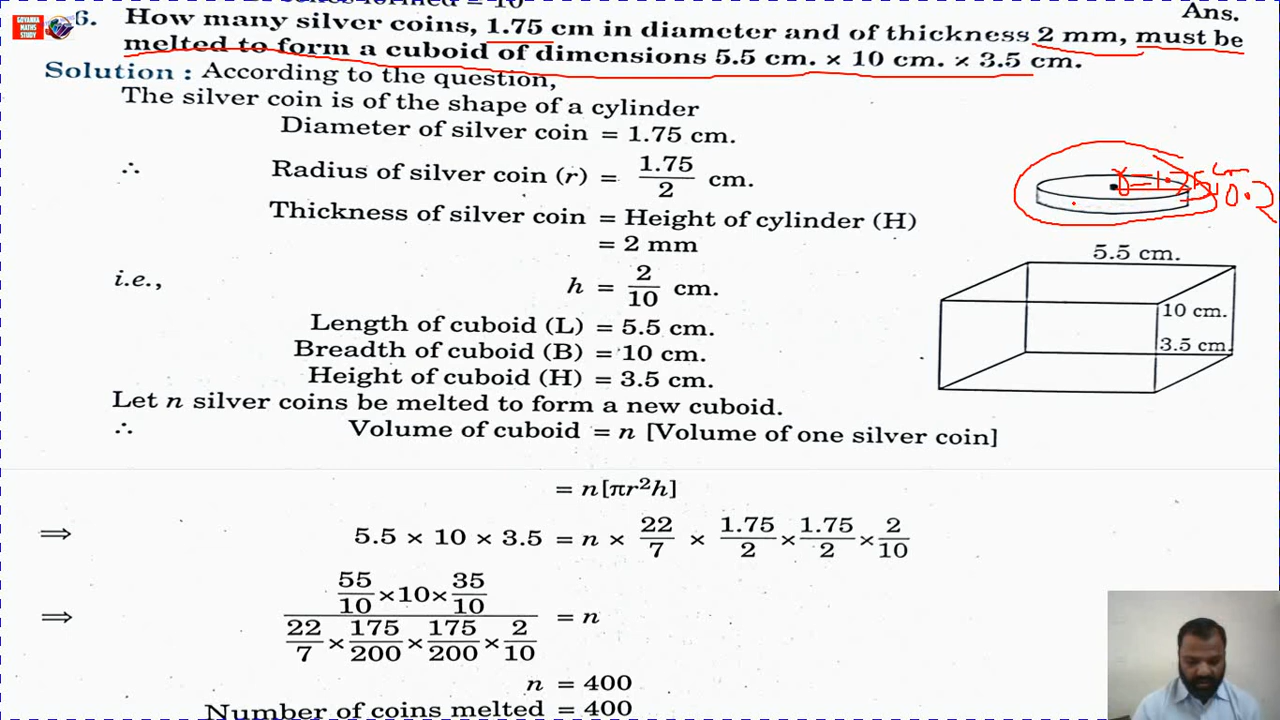 GOYANKA
MATHS
STUDY
Ans.
6. How many silver coins, 1.75 cm in diameter and of thickness 2 mm, must be
melted to form a cuboid of dimensions 5.5 cm. × 10 cm. × 3.5 cm.
Solution : According to the question,
The silver coin is of the shape of a cylinder
Diameter of silver coin = 1.75 cm.
∴ Radius of silver coin (r) = 1.75/2 cm.
Thickness of silver coin = Height of cylinder (H)
= 2 mm
i.e., h = 2/10 cm.
Length of cuboid (L) = 5.5 cm.
Breadth of cuboid (B) = 10 cm.
Height of cuboid (H) = 3.5 cm.
Let n silver coins be melted to form a new cuboid.
∴ Volume of cuboid = n [Volume of one silver coin]
= n[πr²h]
⇒ 5.5 × 10 × 3.5 = n × 22/7 × 1.75/2 × 1.75/2 × 2/10
⇒ (55/10 × 10 × 35/10) / (22/7 × 175/200 × 175/200 × 2/10) = n
n = 400
Number of coins melted = 400
cm
5.5 cm.
10 cm.
3.5 cm.